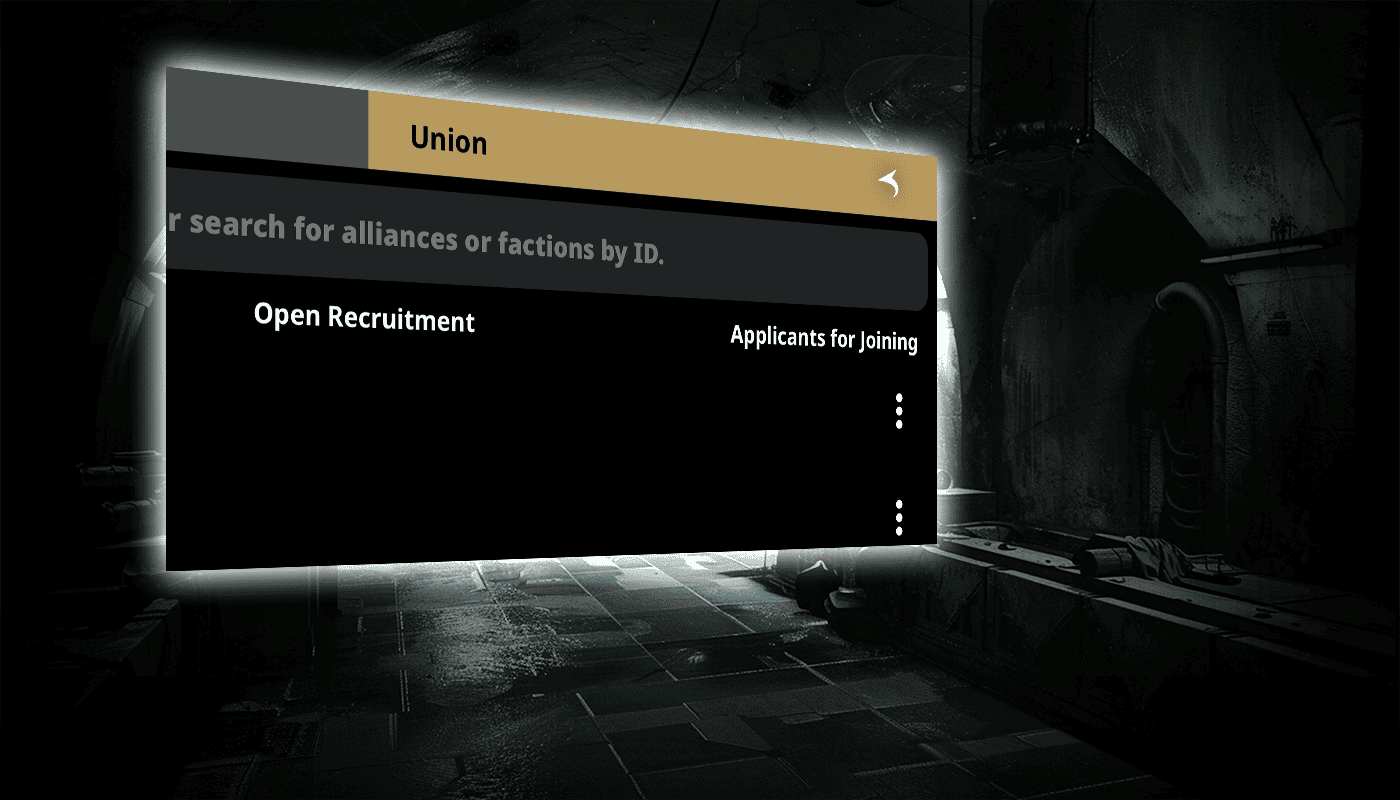 Union
r search for alliances or factions by ID.
Open Recruitment
Applicants for Joining